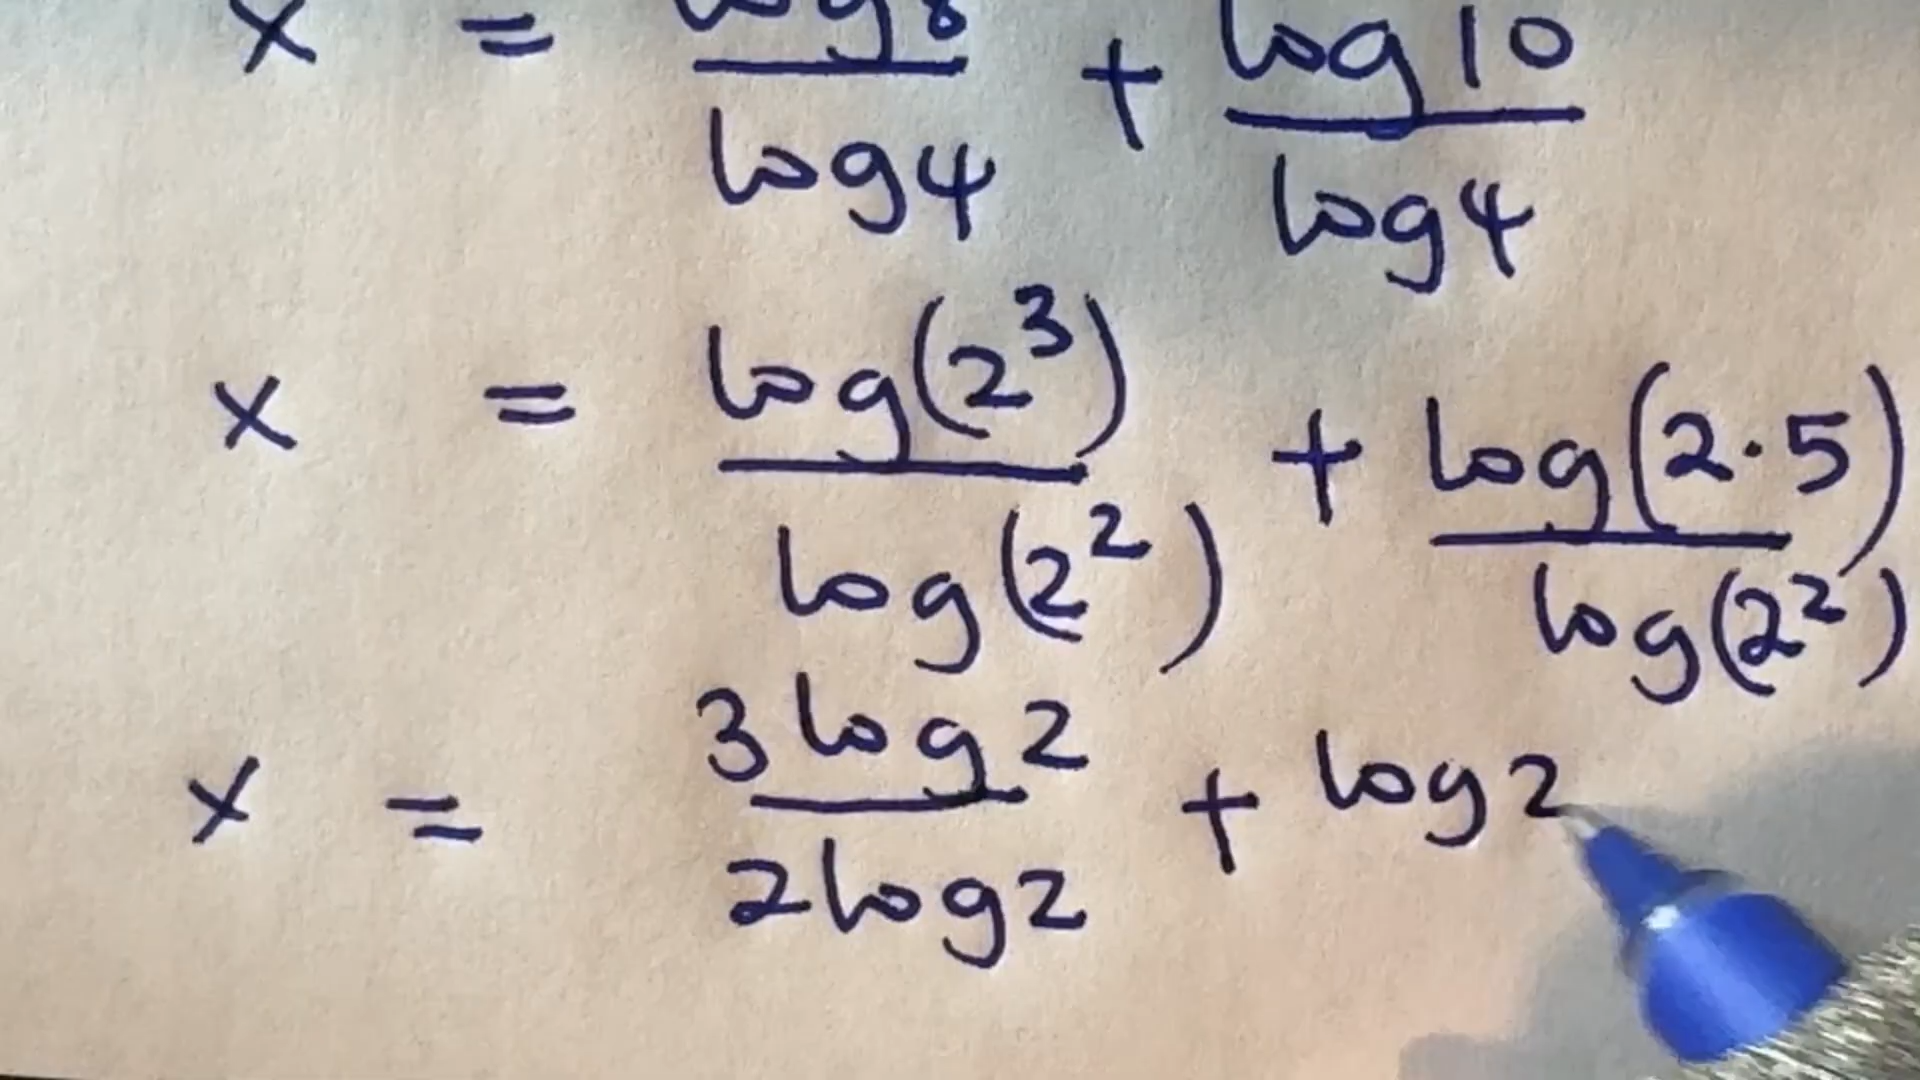 x = log8/log4 + log10/log4
x = log(2³)/log(2²) + log(2·5)/log(2²)
x = 3log2/2log2 + log2